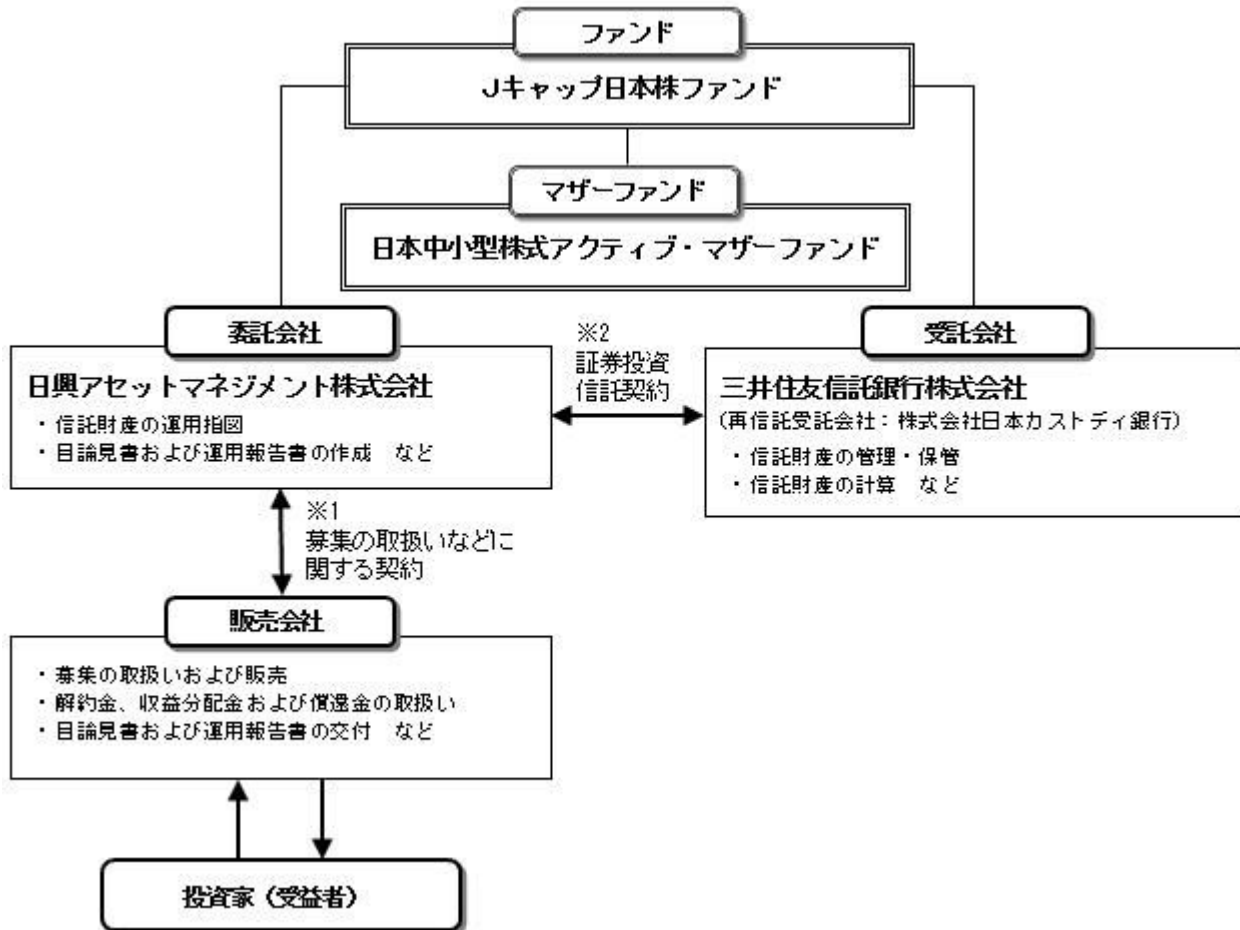 ファンド
Jキャップ日本株ファンド
マザーファンド
日本中小型株式アクティブ・マザーファンド
委託会社
日興アセットマネジメント株式会社
・信託財産の運用指図
・目論見書および運用報告書の作成　など
※2
証券投資
信託契約
受託会社
三井住友信託銀行株式会社
(再信託受託会社：株式会社日本カストディ銀行)
・信託財産の管理・保管
・信託財産の計算　など
※1
募集の取扱いなどに
関する契約
販売会社
・募集の取扱いおよび販売
・解約金、収益分配金および償還金の取扱い
・目論見書および運用報告書の交付　など
投資家（受益者）